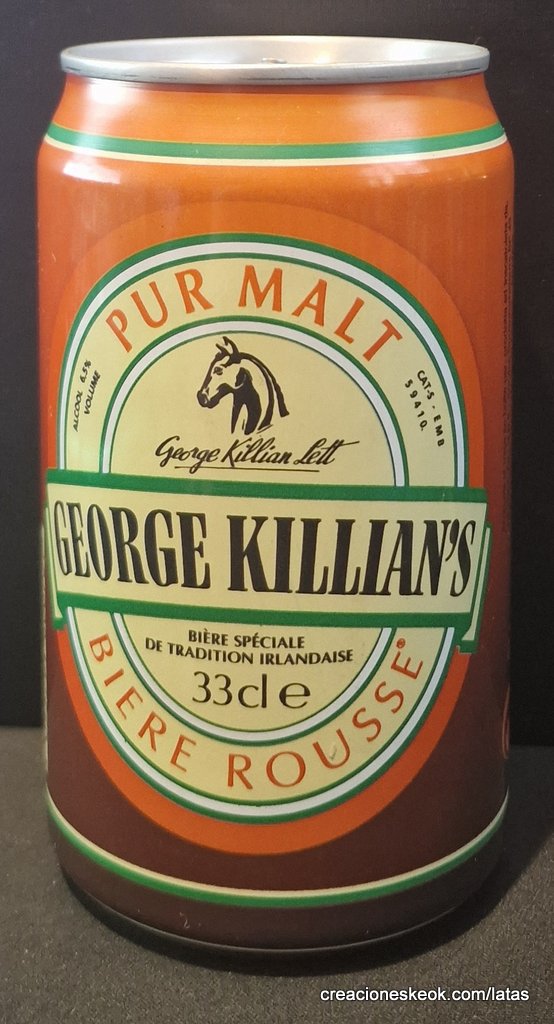 PUR MALT
ALCOOL 6,5%
VOLUME
CAT·S · EMB
59410.
George Killian Lett
GEORGE KILLIAN'S
BIÈRE SPÉCIALE
DE TRADITION IRLANDAISE
33cl e
BIERE ROUSSE®
creacioneskeok.com/latas